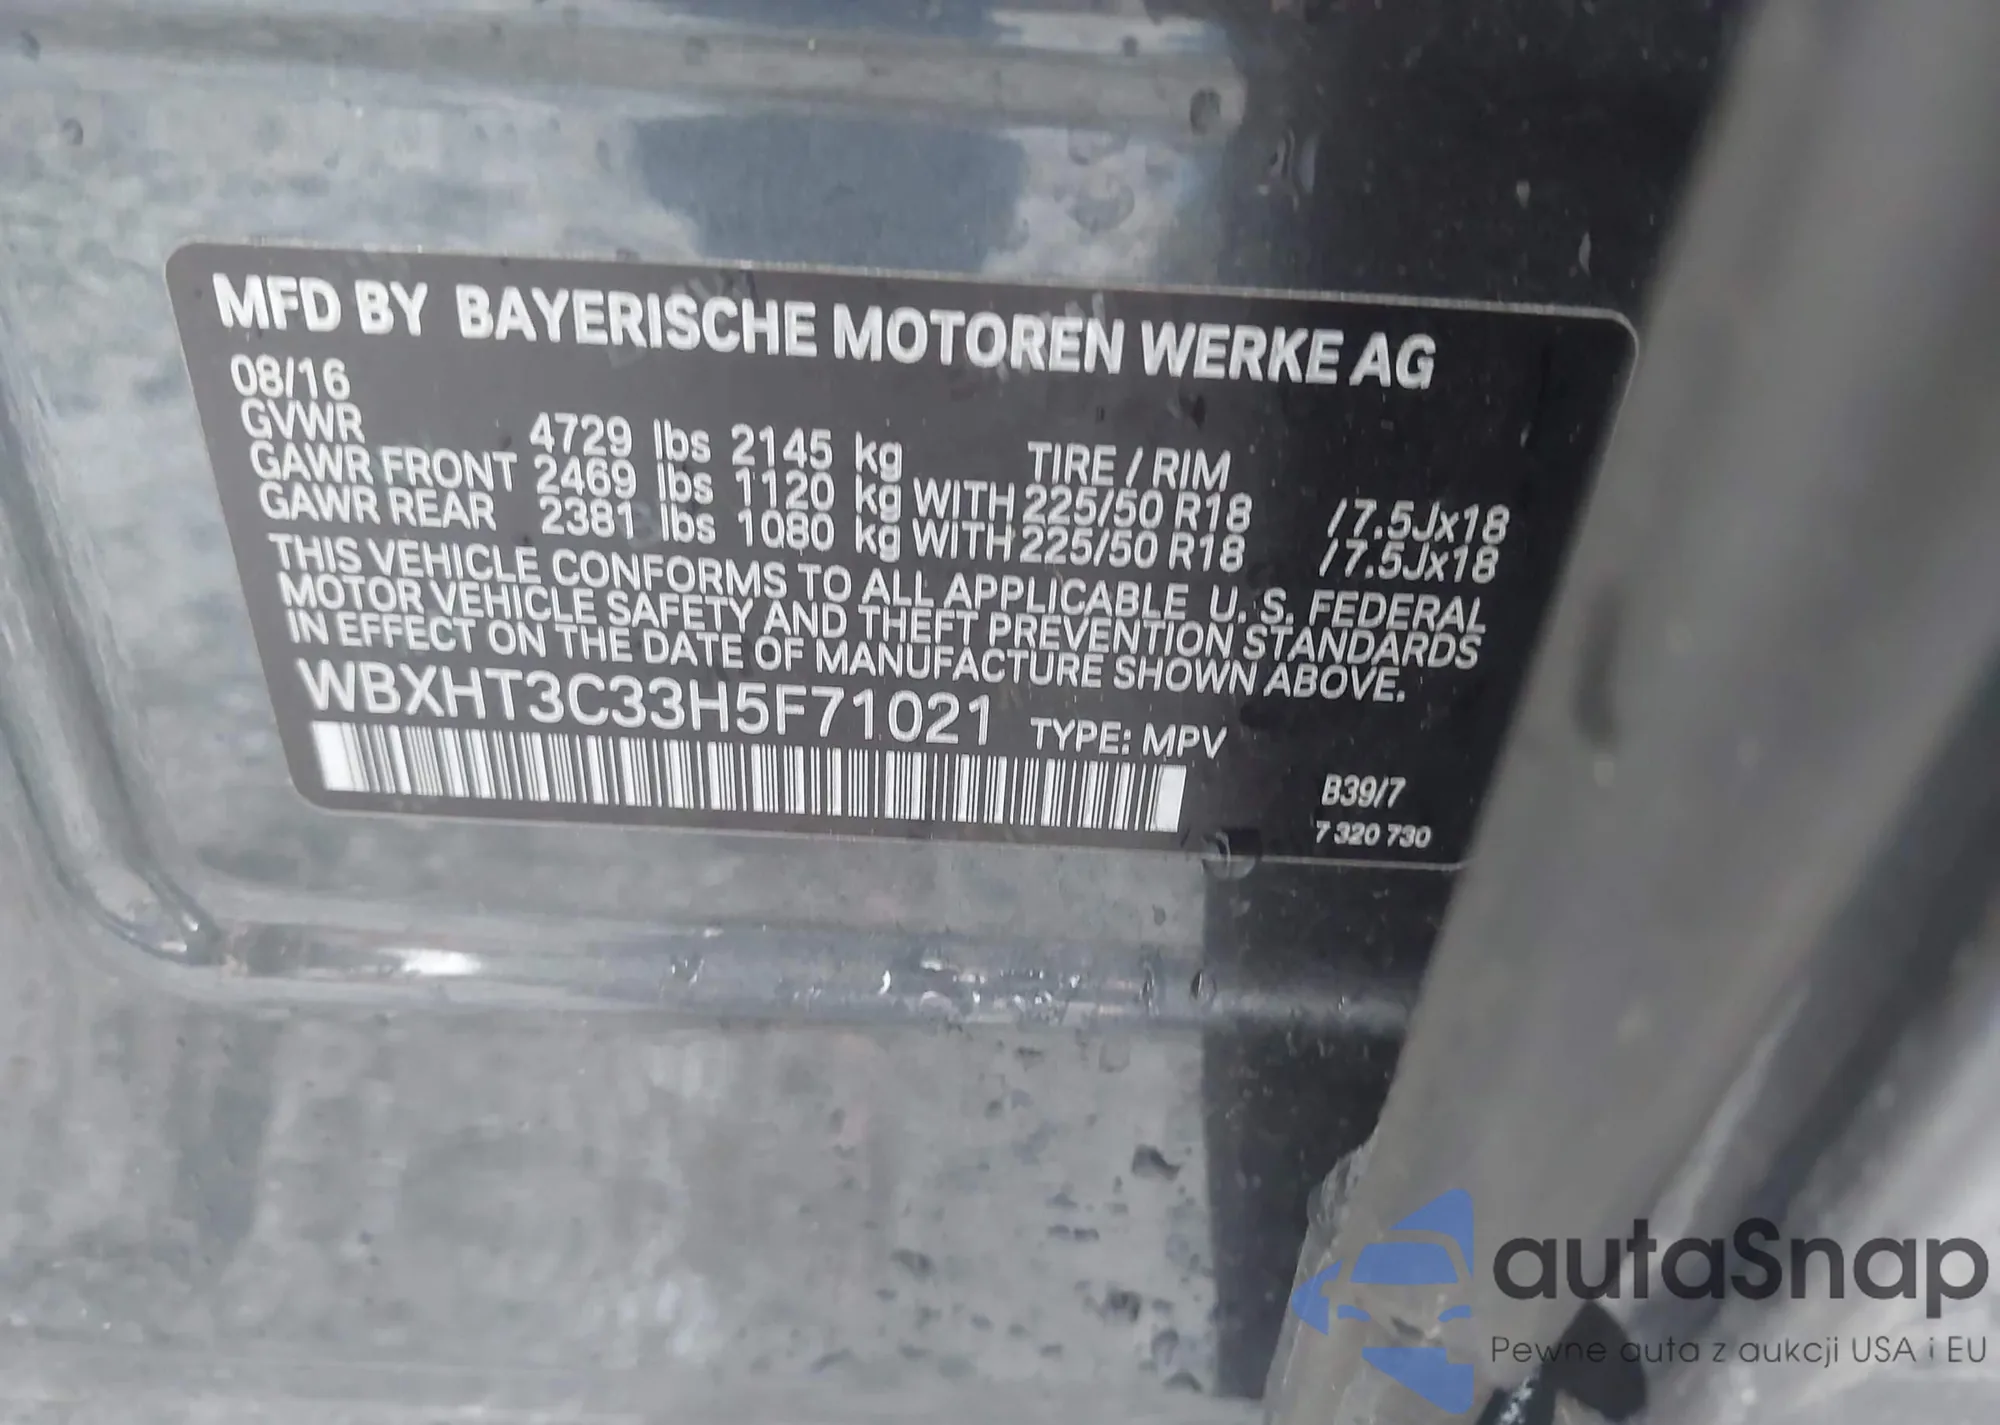 MFD BY BAYERISCHE MOTOREN WERKE AG
08/16
GVWR 4729 lbs 2145 kg TIRE / RIM
GAWR FRONT 2469 lbs 1120 kg WITH 225/50 R18 /7.5Jx18
GAWR REAR 2381 lbs 1080 kg WITH 225/50 R18 /7.5Jx18
THIS VEHICLE CONFORMS TO ALL APPLICABLE U. S. FEDERAL
MOTOR VEHICLE SAFETY AND THEFT PREVENTION STANDARDS
IN EFFECT ON THE DATE OF MANUFACTURE SHOWN ABOVE.
WBXHT3C33H5F71021 TYPE: MPV
B39/7
7 320 730
autaSnap
Pewne auta z aukcji USA i EU